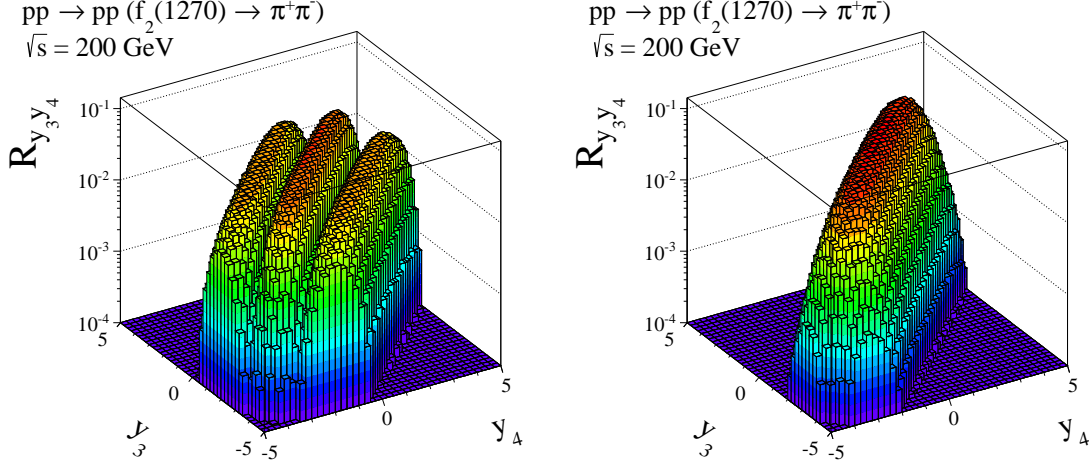 pp → pp (f₂(1270) → π⁺π⁻)
√s = 200 GeV
R_y₃y₄
10⁻¹
10⁻²
10⁻³
10⁻⁴
5
0
-5
y₃
-5
0
5
y₄
pp → pp (f₂(1270) → π⁺π⁻)
√s = 200 GeV
R_y₃y₄
10⁻¹
10⁻²
10⁻³
10⁻⁴
5
0
-5
y₃
-5
0
5
y₄